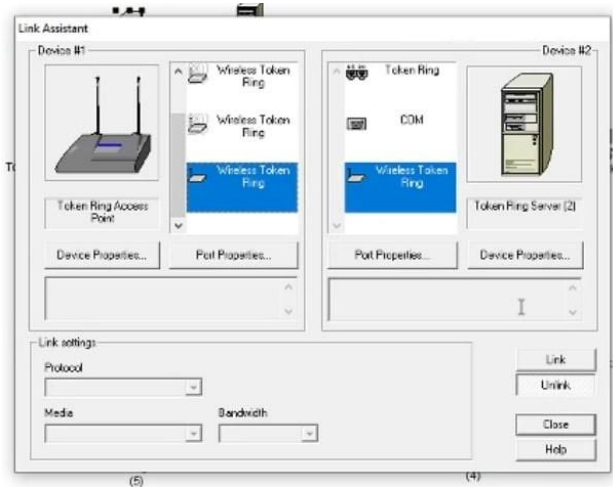 Link Assistant
Device #1
Device #2
Wireless Token
Ring
Wireless Token
Ring
Wireless Token
Ring
Token Ring
COM
Wireless Token
Ring
Token Ring Access
Point
Token Ring Server (2)
Device Properties...
Port Properties...
Port Properties...
Device Properties...
Link settings
Protocol
Media
Bandwidth
Link
Unlink
Close
Help
(5)
(4)